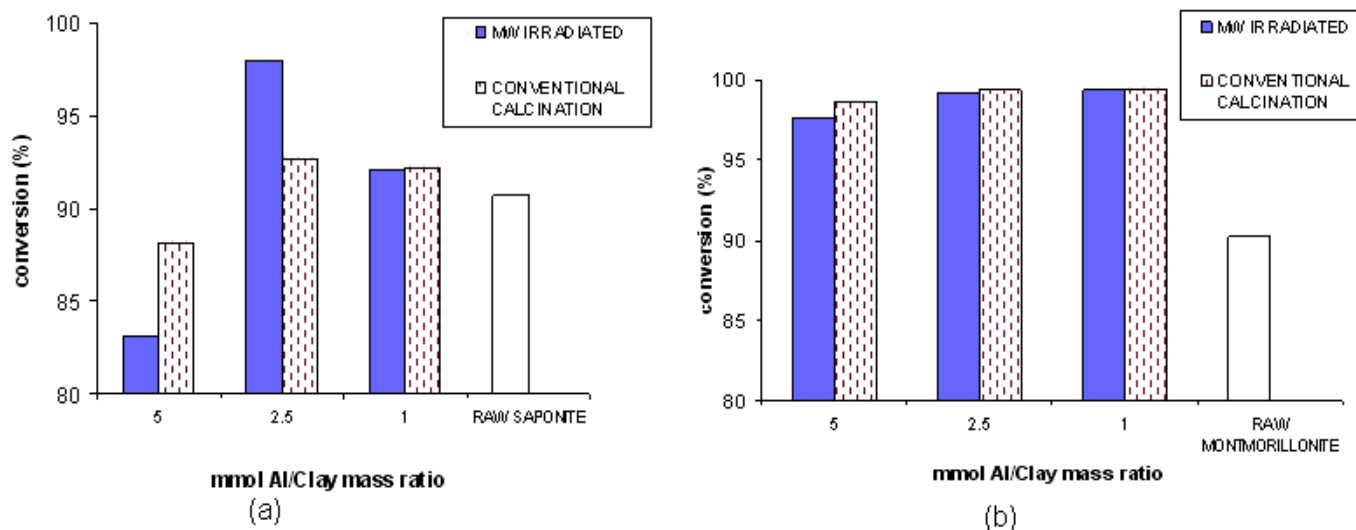 100
95
90
85
80
conversion (%)
MW IRRADIATED
CONVENTIONAL
CALCINATION
5
2.5
1
RAW SAPONITE
mmol Al/Clay mass ratio
(a)
100
95
90
85
80
conversion (%)
MW IRRADIATED
CONVENTIONAL
CALCINATION
5
2.5
1
RAW
MONTMORILLONITE
mmol Al/Clay mass ratio
(b)